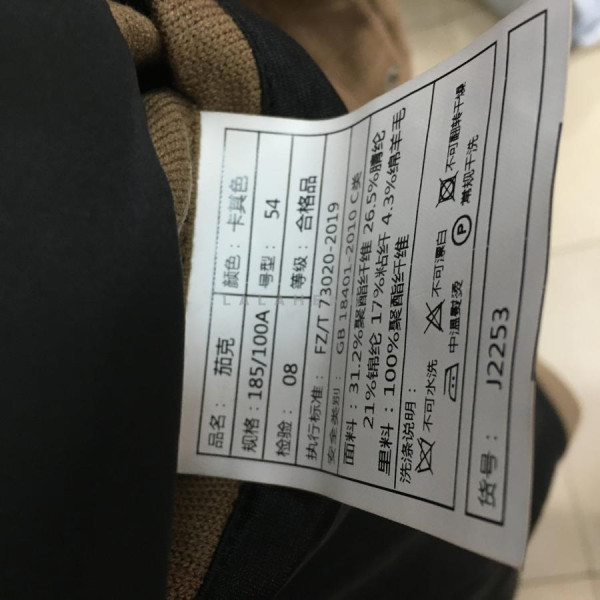 品名： 茄克 颜色： 卡其色
规格：185/100A 号型： 54
检验： 08 等级： 合格品
执行标准： FZ/T 73020-2019
安全类别： GB 18401-2010 C类
面料：31.2%聚酯纤维 26.5%腈纶
21%锦纶 17%粘纤 4.3%绵羊毛
里料：100%聚酯纤维
洗涤说明：
不可水洗 不可漂白 不可翻转干燥
中温熨烫 常规干洗
货号： J2253